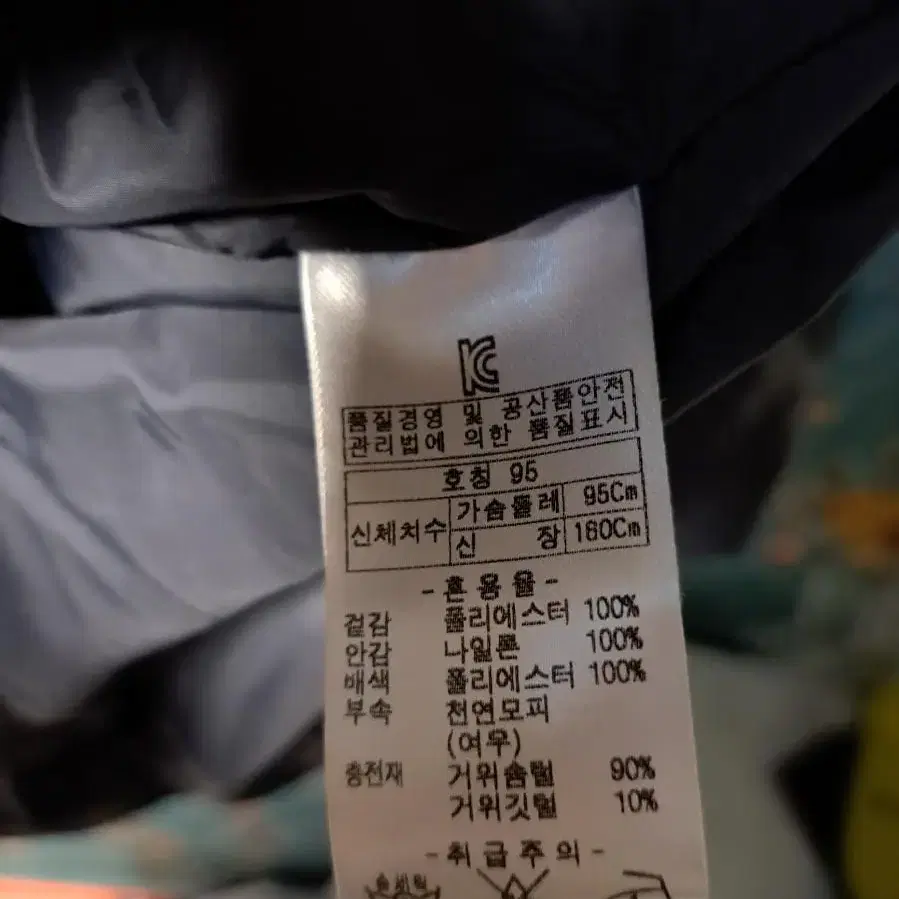 KC
품질경영 및 공산품안전
관리법에 의한 품질표시
호칭 95
신체치수 가슴둘레 95Cm
신 장 160Cm
-혼용율-
겉감 폴리에스터 100%
안감 나일론 100%
배색 폴리에스터 100%
부속 천연모피
(여우)
충전재 거위솜털 90%
거위깃털 10%
-취급주의-
손세탁